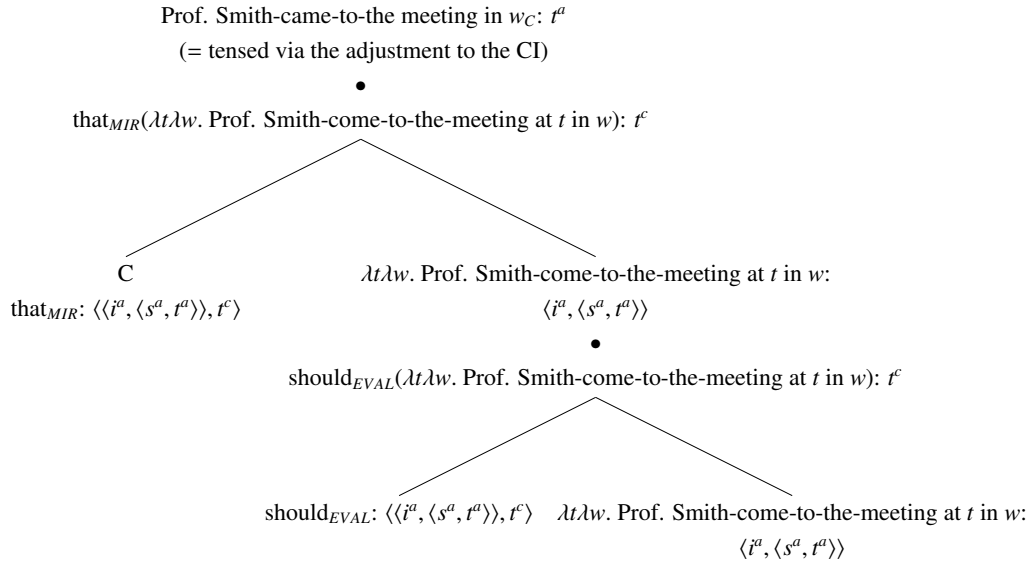 Prof. Smith-came-to-the meeting in w_C: t^a
(= tensed via the adjustment to the CI)
•
that_MIR(λtλw. Prof. Smith-come-to-the-meeting at t in w): t^c
C
that_MIR: ⟨⟨i^a, ⟨s^a, t^a⟩⟩, t^c⟩
λtλw. Prof. Smith-come-to-the-meeting at t in w:
⟨i^a, ⟨s^a, t^a⟩⟩
•
should_EVAL(λtλw. Prof. Smith-come-to-the-meeting at t in w): t^c
should_EVAL: ⟨⟨i^a, ⟨s^a, t^a⟩⟩, t^c⟩
λtλw. Prof. Smith-come-to-the-meeting at t in w:
⟨i^a, ⟨s^a, t^a⟩⟩